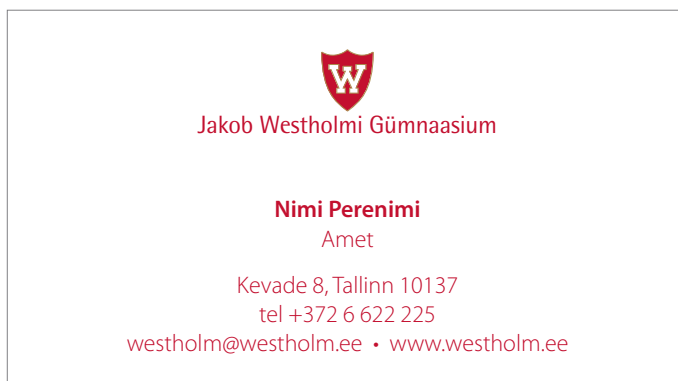 W
Jakob Westholmi Gümnaasium
Nimi Perenimi
Amet
Kevade 8, Tallinn 10137
tel +372 6 622 225
westholm@westholm.ee • www.westholm.ee